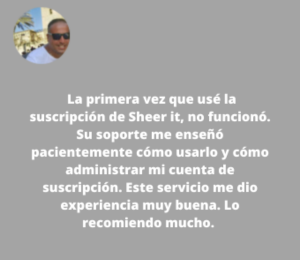 La primera vez que usé la
suscripción de Sheer it, no funcionó.
Su soporte me enseñó
pacientemente cómo usarlo y cómo
administrar mi cuenta de
suscripción. Este servicio me dio
experiencia muy buena. Lo
recomiendo mucho.